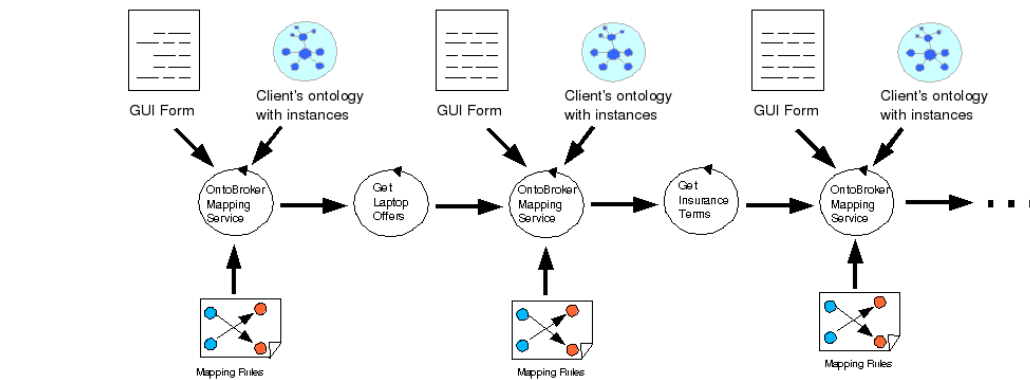 GUI Form
Client's ontology
with instances
GUI Form
Client's ontology
with instances
GUI Form
Client's ontology
with instances
OntoBroker
Mapping
Service
Get
Laptop
Offers
OntoBroker
Mapping
Service
Get
Insurance
Terms
OntoBroker
Mapping
Service
Mapping Rules
Mapping Rules
Mapping Rules